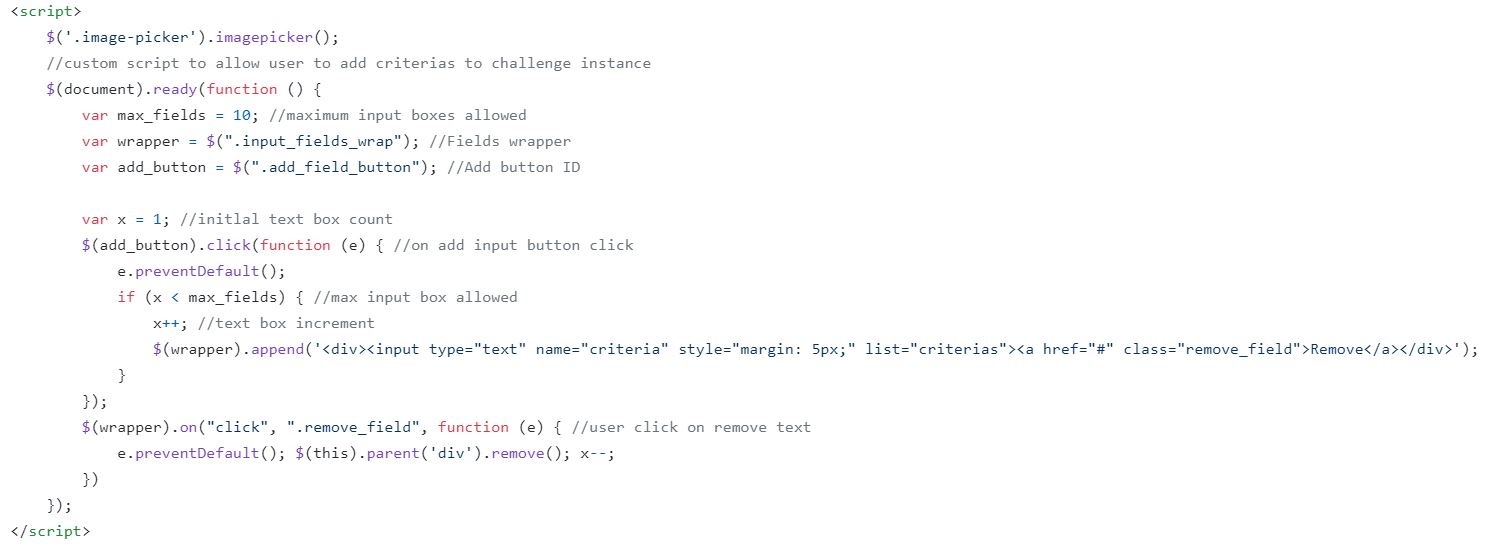 <script>
    $('.image-picker').imagepicker();
    //custom script to allow user to add criterias to challenge instance
    $(document).ready(function () {
        var max_fields = 10; //maximum input boxes allowed
        var wrapper = $(".input_fields_wrap"); //Fields wrapper
        var add_button = $(".add_field_button"); //Add button ID

        var x = 1; //initlal text box count
        $(add_button).click(function (e) { //on add input button click
            e.preventDefault();
            if (x < max_fields) { //max input box allowed
                x++; //text box increment
                $(wrapper).append('<div><input type="text" name="criteria" style="margin: 5px;" list="criterias"><a href="#" class="remove_field">Remove</a></div>');
            }
        });
        $(wrapper).on("click", ".remove_field", function (e) { //user click on remove text
            e.preventDefault(); $(this).parent('div').remove(); x--;
        })
    });
</script>